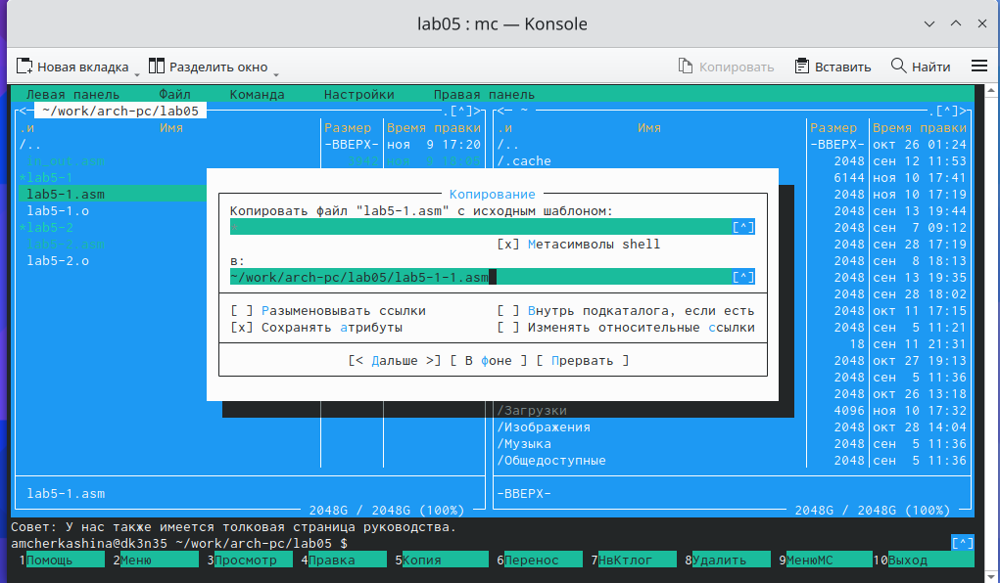 lab05 : mc — Konsole
Новая вкладка Разделить окно Копировать Вставить Найти
Левая панель Файл Команда Настройки Правая панель
<— ~/work/arch-pc/lab05 .[^]> <— ~ .[^]>
.и Имя Размер Время правки .и Имя Размер Время правки
/.. -ВВЕРХ- ноя 9 17:20 /.. -ВВЕРХ- окт 26 01:24
in_out.asm 3942 ноя 9 18:05 /.cache 2048 сен 12 11:53
*lab5-1 6144 ноя 10 17:41
lab5-1.asm Копирование 2048 ноя 10 17:19
lab5-1.o Копировать файл "lab5-1.asm" с исходным шаблоном: 2048 сен 13 19:44
*lab5-2 [^] 2048 сен 7 09:12
lab5-2.asm [x] Метасимволы shell 2048 сен 28 17:19
lab5-2.o в: 2048 сен 8 18:13
~/work/arch-pc/lab05/lab5-1-1.asm [^] 2048 сен 13 19:35
2048 сен 28 18:02
[ ] Разыменовывать ссылки [ ] Внутрь подкаталога, если есть 2048 окт 11 17:15
[x] Сохранять атрибуты [ ] Изменять относительные ссылки 2048 сен 5 11:21
18 сен 11 21:31
[< Дальше >] [ В фоне ] [ Прервать ] 2048 окт 27 19:13
2048 сен 5 11:36
2048 окт 26 13:18
/Загрузки 4096 ноя 10 17:32
/Изображения 2048 окт 28 14:04
/Музыка 2048 сен 5 11:36
/Общедоступные 2048 сен 5 11:36
lab5-1.asm -ВВЕРХ-
2048G / 2048G (100%) 2048G / 2048G (100%)
Совет: У нас также имеется толковая страница руководства.
amcherkashina@dk3n35 ~/work/arch-pc/lab05 $ [^]
1Помощь 2Меню 3Просмотр 4Правка 5Копия 6Перенос 7НвКтлог 8Удалить 9МенюМС 10Выход